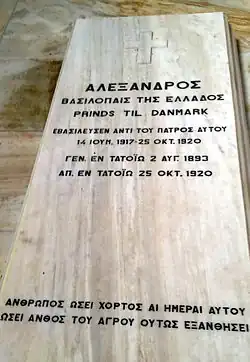 ΑΛΕΞΑΝΔΡΟΣ
ΒΑΣΙΛΟΠΑΙΣ ΤΗΣ ΕΛΛΑΔΟΣ
PRINDS TIL DANMARK
ΕΒΑΣΙΛΕΥΣΕΝ ΑΝΤΙ ΤΟΥ ΠΑΤΡΟΣ ΑΥΤΟΥ
14 ΙΟΥΝ. 1917-25 ΟΚΤ. 1920
ΓΕΝ. ΕΝ ΤΑΤΟΪΩ 2 ΑΥΓ. 1893
ΑΠ. ΕΝ ΤΑΤΟΪΩ 25 ΟΚΤ. 1920
ΑΝΘΡΩΠΟΣ ΩΣΕΙ ΧΟΡΤΟΣ ΑΙ ΗΜΕΡΑΙ ΑΥΤΟΥ
ΩΣΕΙ ΑΝΘΟΣ ΤΟΥ ΑΓΡΟΥ ΟΥΤΩΣ ΕΞΑΝΘΗΣΕΙ